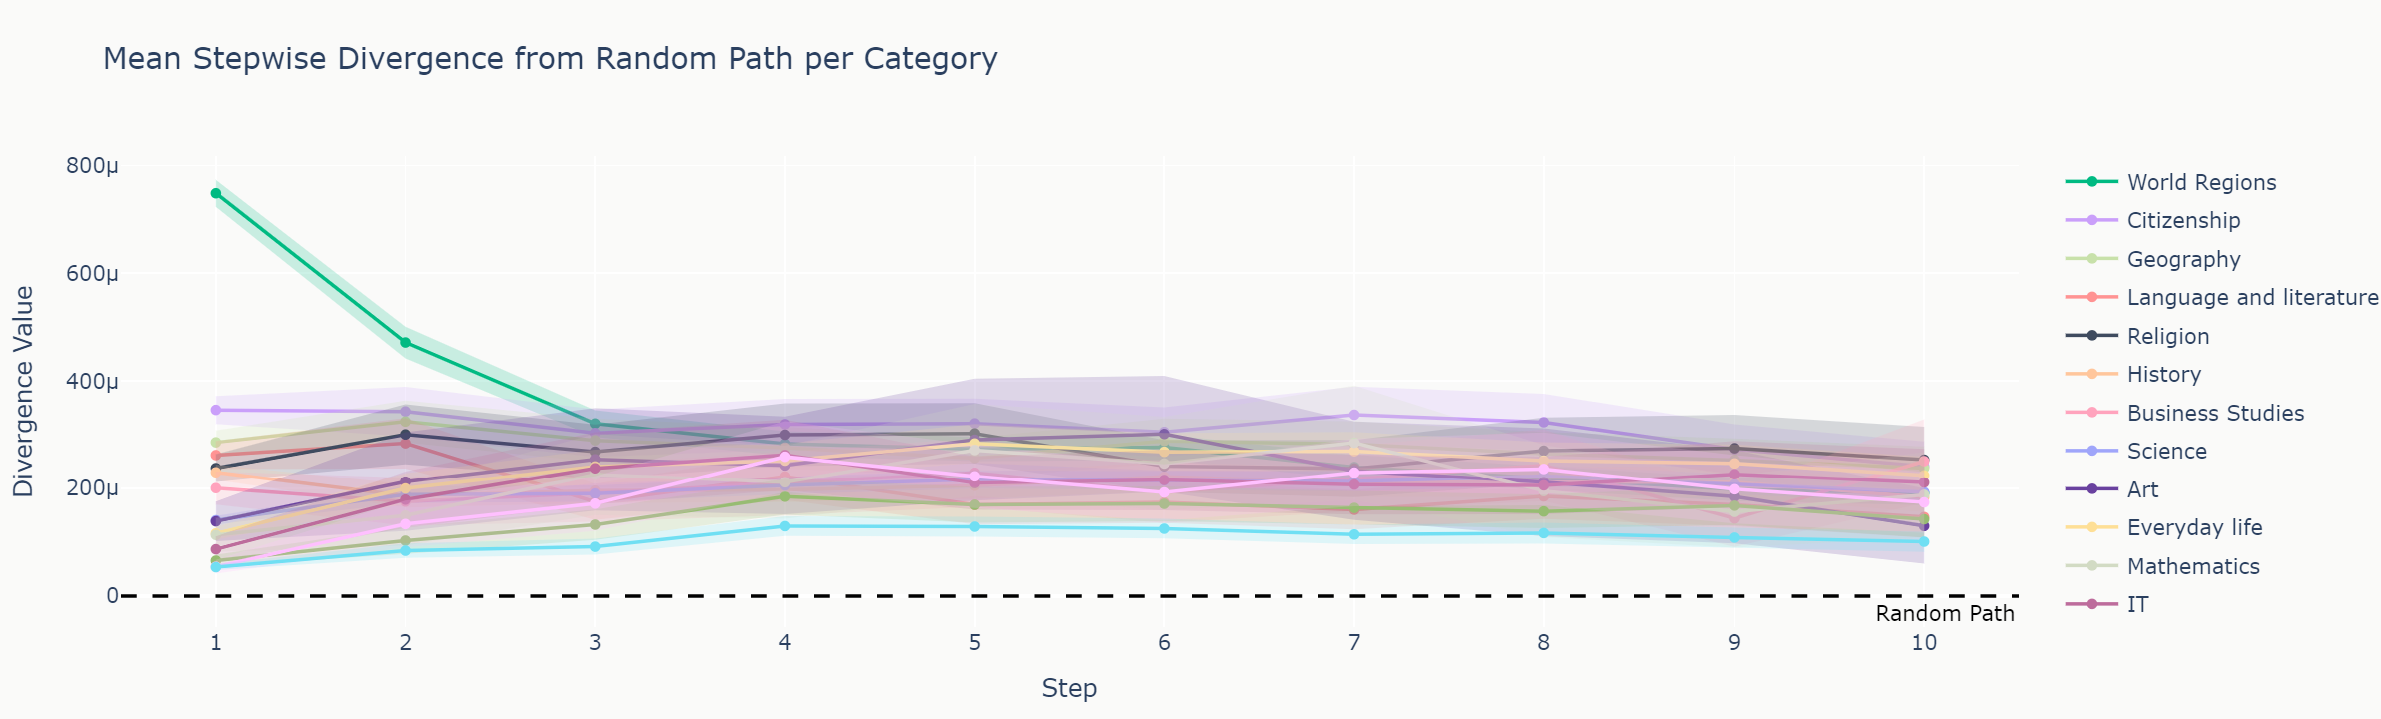 Mean Stepwise Divergence from Random Path per Category
Divergence Value
800μ
600μ
400μ
200μ
0
1 2 3 4 5 6 7 8 9 10
Step
Random Path
World Regions
Citizenship
Geography
Language and literature
Religion
History
Business Studies
Science
Art
Everyday life
Mathematics
IT